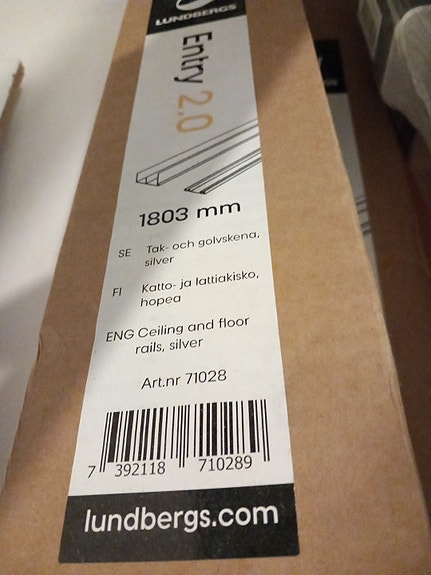 LUNDBERGS
Entry 2.0
1803 mm
SE Tak- och golvskena,
silver
FI Katto- ja lattiakisko,
hopea
ENG Ceiling and floor
rails, silver
Art.nr 71028
7 392118 710289
lundbergs.com